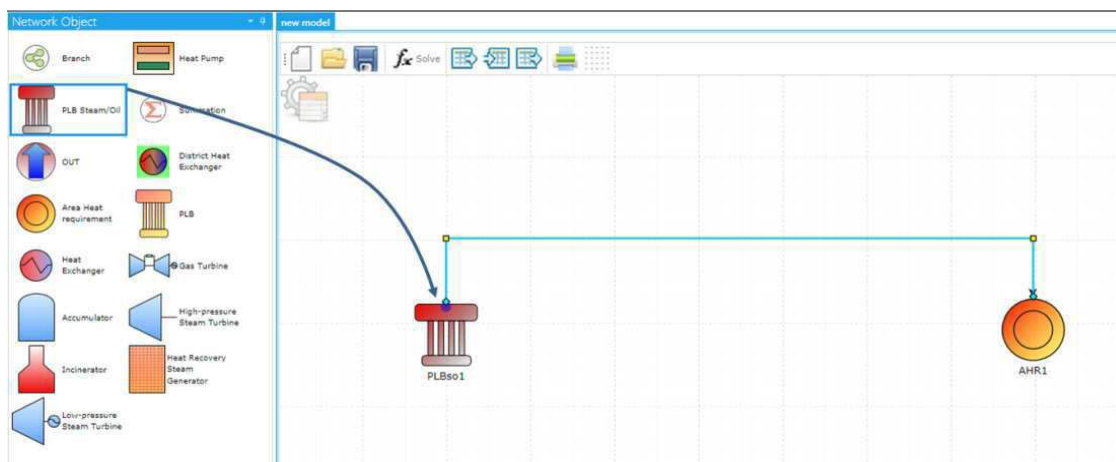 Network Object
new model
Branch
Heat Pump
fx Solve
PLB Steam/Oil
Summation
OUT
District Heat
Exchanger
Area Heat
requirement
PLB
Heat
Exchanger
Gas Turbine
Accumulator
High-pressure
Steam Turbine
Incinerator
Heat Recovery
Steam
Generator
Low-pressure
Steam Turbine
PLBso1
AHR1